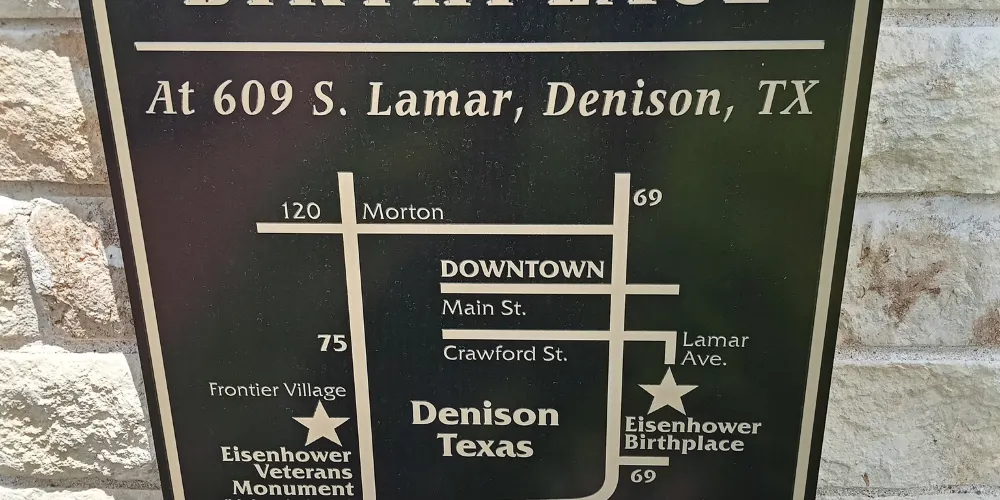 BIRTHPLACE
At 609 S. Lamar, Denison, TX
69
120 Morton
DOWNTOWN
Main St.
75
Lamar
Ave.
Crawford St.
Frontier Village
Denison
Texas
Eisenhower
Birthplace
Eisenhower
Veterans
Monument
69